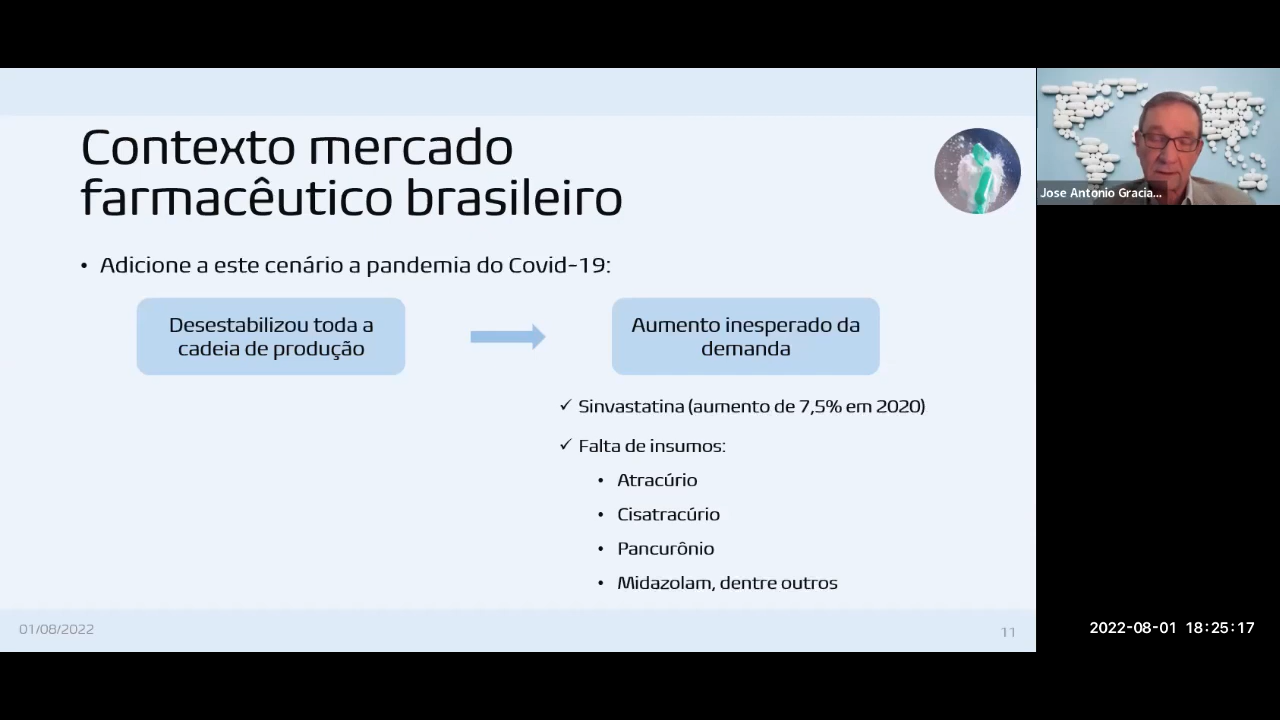 Contexto mercado
farmacêutico brasileiro
• Adicione a este cenário a pandemia do Covid-19:
Desestabilizou toda a
cadeia de produção
Aumento inesperado da
demanda
✓ Sinvastatina (aumento de 7,5% em 2020)
✓ Falta de insumos:
• Atracúrio
• Cisatracúrio
• Pancurônio
• Midazolam, dentre outros
01/08/2022
11
Jose Antonio Gracia...
2022-08-01 18:25:17